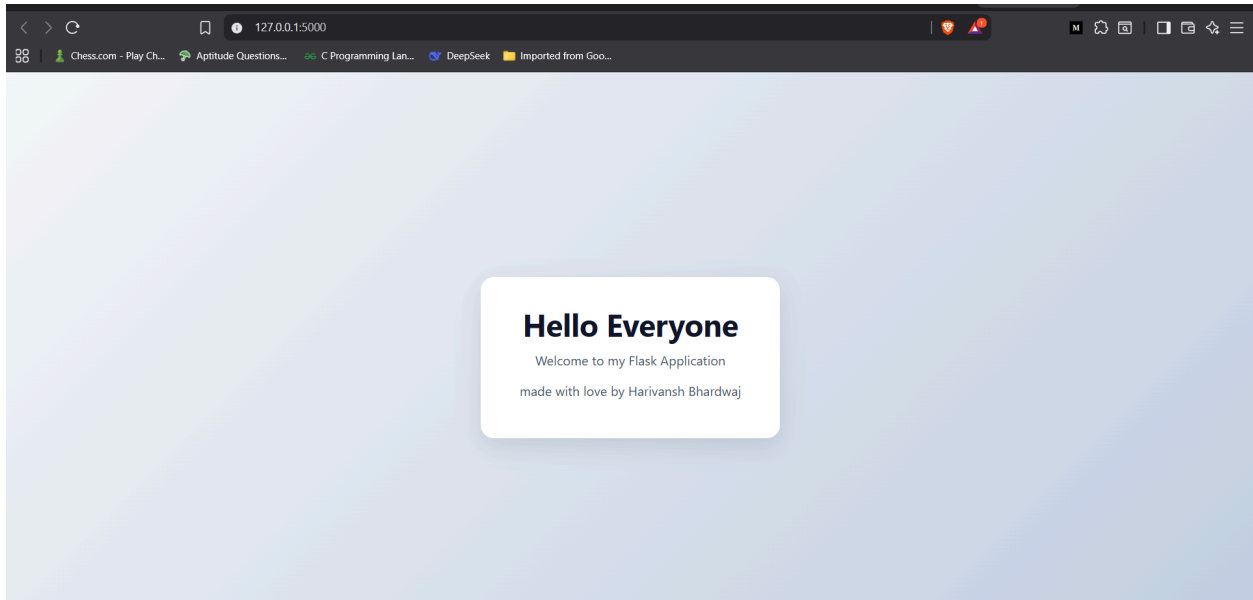 127.0.0.1:5000
M
1
Chess.com - Play Ch...
Aptitude Questions...
C Programming Lan...
DeepSeek
Imported from Goo...
Hello Everyone
Welcome to my Flask Application
made with love by Harivansh Bhardwaj